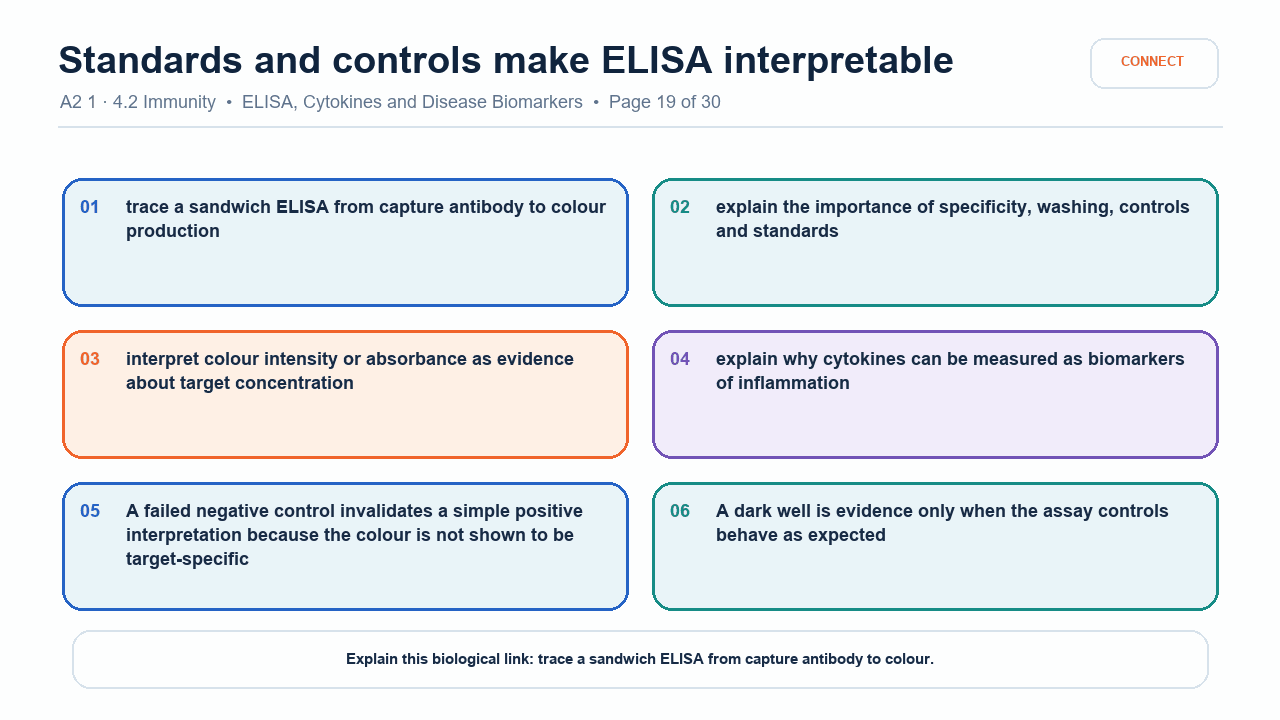 Standards and controls make ELISA interpretable
CONNECT
A2 1 · 4.2 Immunity • ELISA, Cytokines and Disease Biomarkers • Page 19 of 30
01 trace a sandwich ELISA from capture antibody to colour
production
02 explain the importance of specificity, washing, controls
and standards
03 interpret colour intensity or absorbance as evidence
about target concentration
04 explain why cytokines can be measured as biomarkers
of inflammation
05 A failed negative control invalidates a simple positive
interpretation because the colour is not shown to be
target-specific
06 A dark well is evidence only when the assay controls
behave as expected
Explain this biological link: trace a sandwich ELISA from capture antibody to colour.